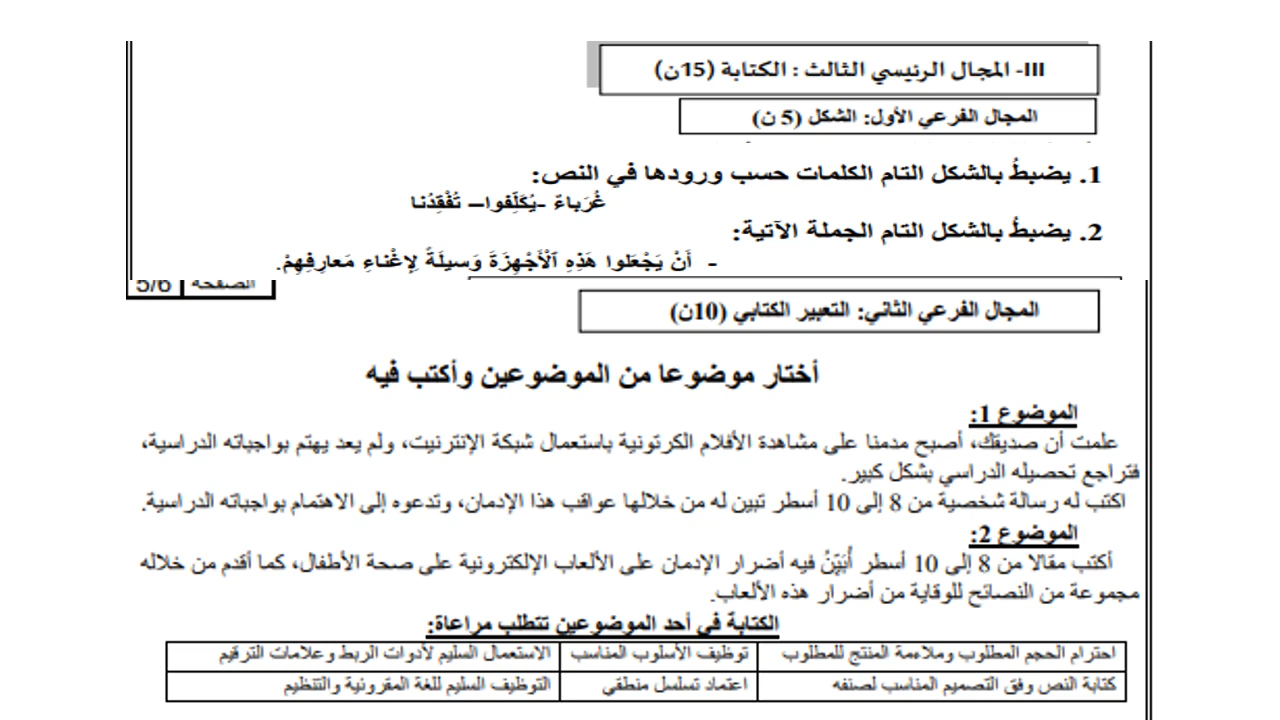 III- المجال الرئيسي الثالث : الكتابة (15ن)
المجال الفرعي الأول: الشكل (5 ن)
1. يضبطُ بالشكل التام الكلمات حسب ورودها في النص:
غُرَباءً -يُكَلِّفوا– تُفْقِدُنا
2. يضبطُ بالشكل التام الجملة الآتية:
- أَنْ يَجْعَلوا هَذِهِ ٱلْأَجْهِزَةَ وَسيلَةً لِإغْناءِ مَعارِفِهِمْ.
الصفحة 5/6
المجال الفرعي الثاني: التعبير الكتابي (10ن)
أختار موضوعا من الموضوعين وأكتب فيه
الموضوع 1:
علمت أن صديقك، أصبح مدمنا على مشاهدة الأفلام الكرتونية باستعمال شبكة الإنترنيت، ولم يعد يهتم بواجباته الدراسية،
فتراجع تحصيله الدراسي بشكل كبير.
اكتب له رسالة شخصية من 8 إلى 10 أسطر تبين له من خلالها عواقب هذا الإدمان، وتدعوه إلى الاهتمام بواجباته الدراسية.
الموضوع 2:
أكتب مقالا من 8 إلى 10 أسطر أُبَيِّنُ فيه أضرار الإدمان على الألعاب الإلكترونية على صحة الأطفال، كما أقدم من خلاله
مجموعة من النصائح للوقاية من أضرار هذه الألعاب.
الكتابة في أحد الموضوعين تتطلب مراعاة:
احترام الحجم المطلوب وملاءمة المنتج للمطلوب توظيف الأسلوب المناسب الاستعمال السليم لأدوات الربط وعلامات الترقيم
كتابة النص وفق التصميم المناسب لصنفه اعتماد تسلسل منطقي التوظيف السليم للغة المقرونية والتنظيم